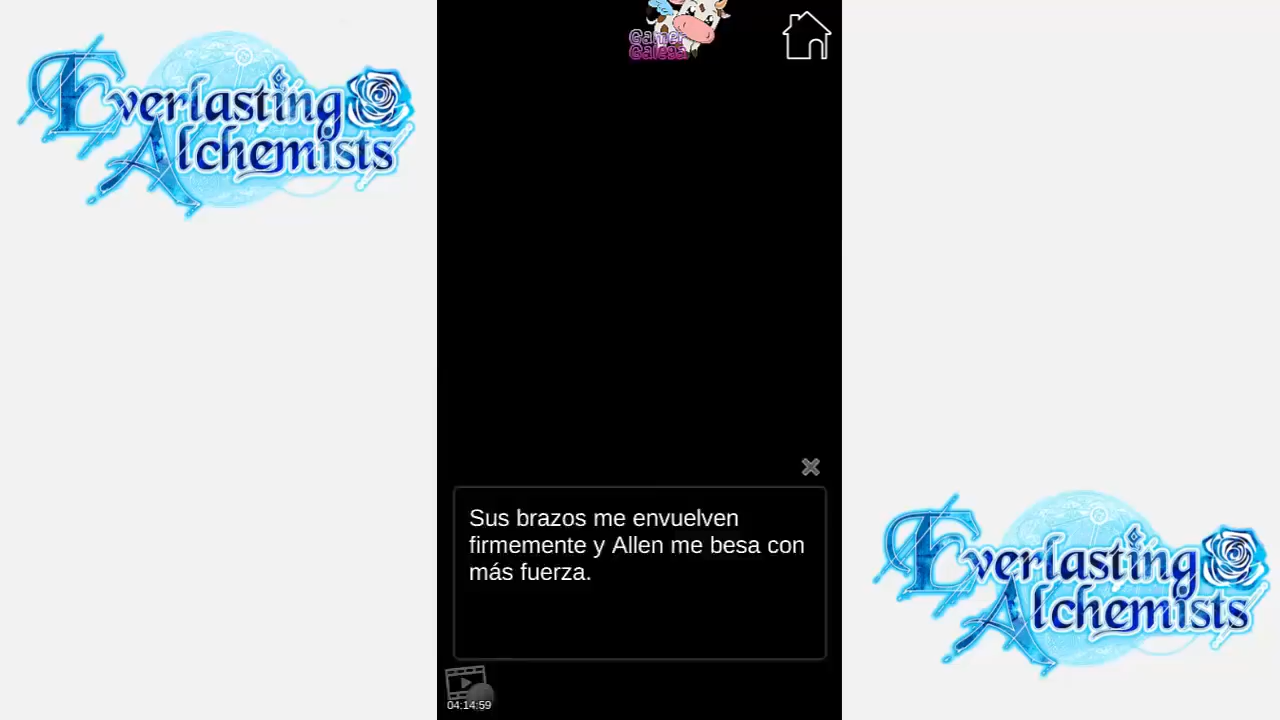 Everlasting
Alchemists
Gamer
Galesa
Sus brazos me envuelven
firmemente y Allen me besa con
más fuerza.
04:14:59
Everlasting
Alchemists